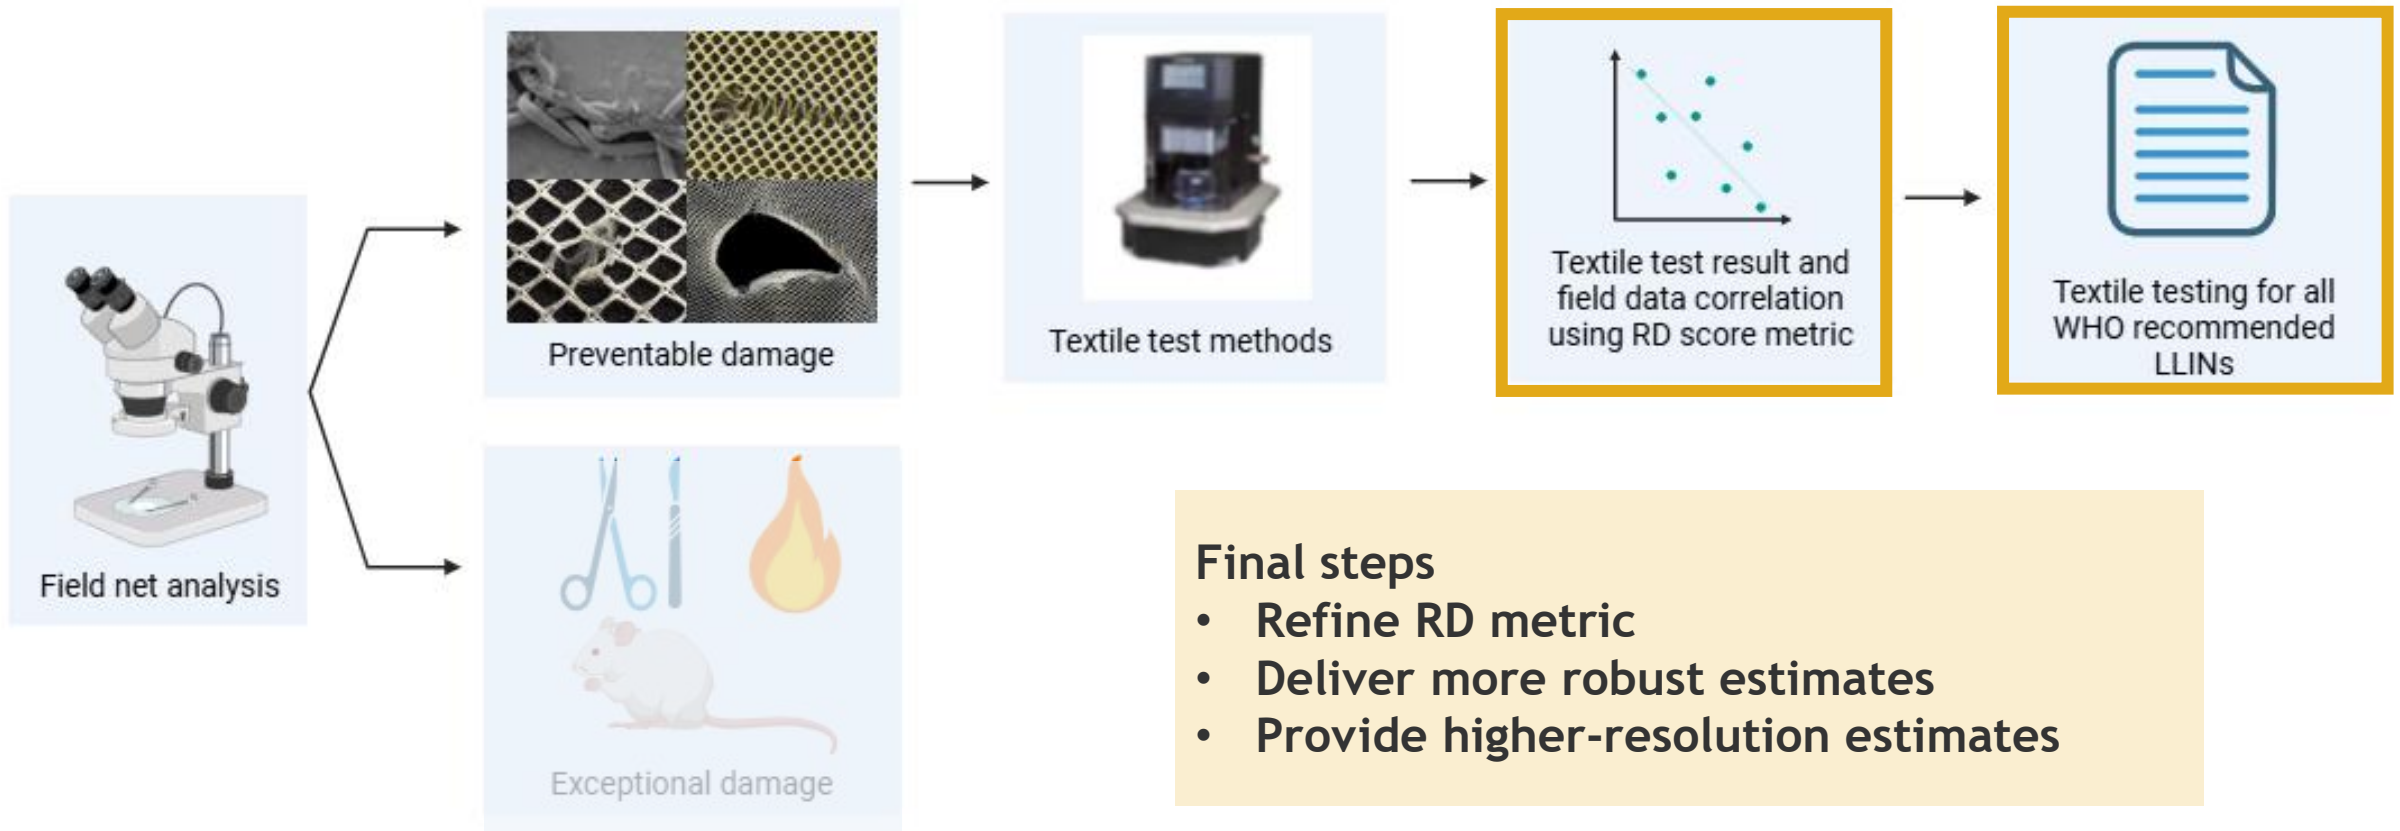 Field net analysis
Preventable damage
Exceptional damage
Textile test methods
Textile test result and
field data correlation
using RD score metric
Textile testing for all
WHO recommended
LLINs
Final steps
• Refine RD metric
• Deliver more robust estimates
• Provide higher-resolution estimates